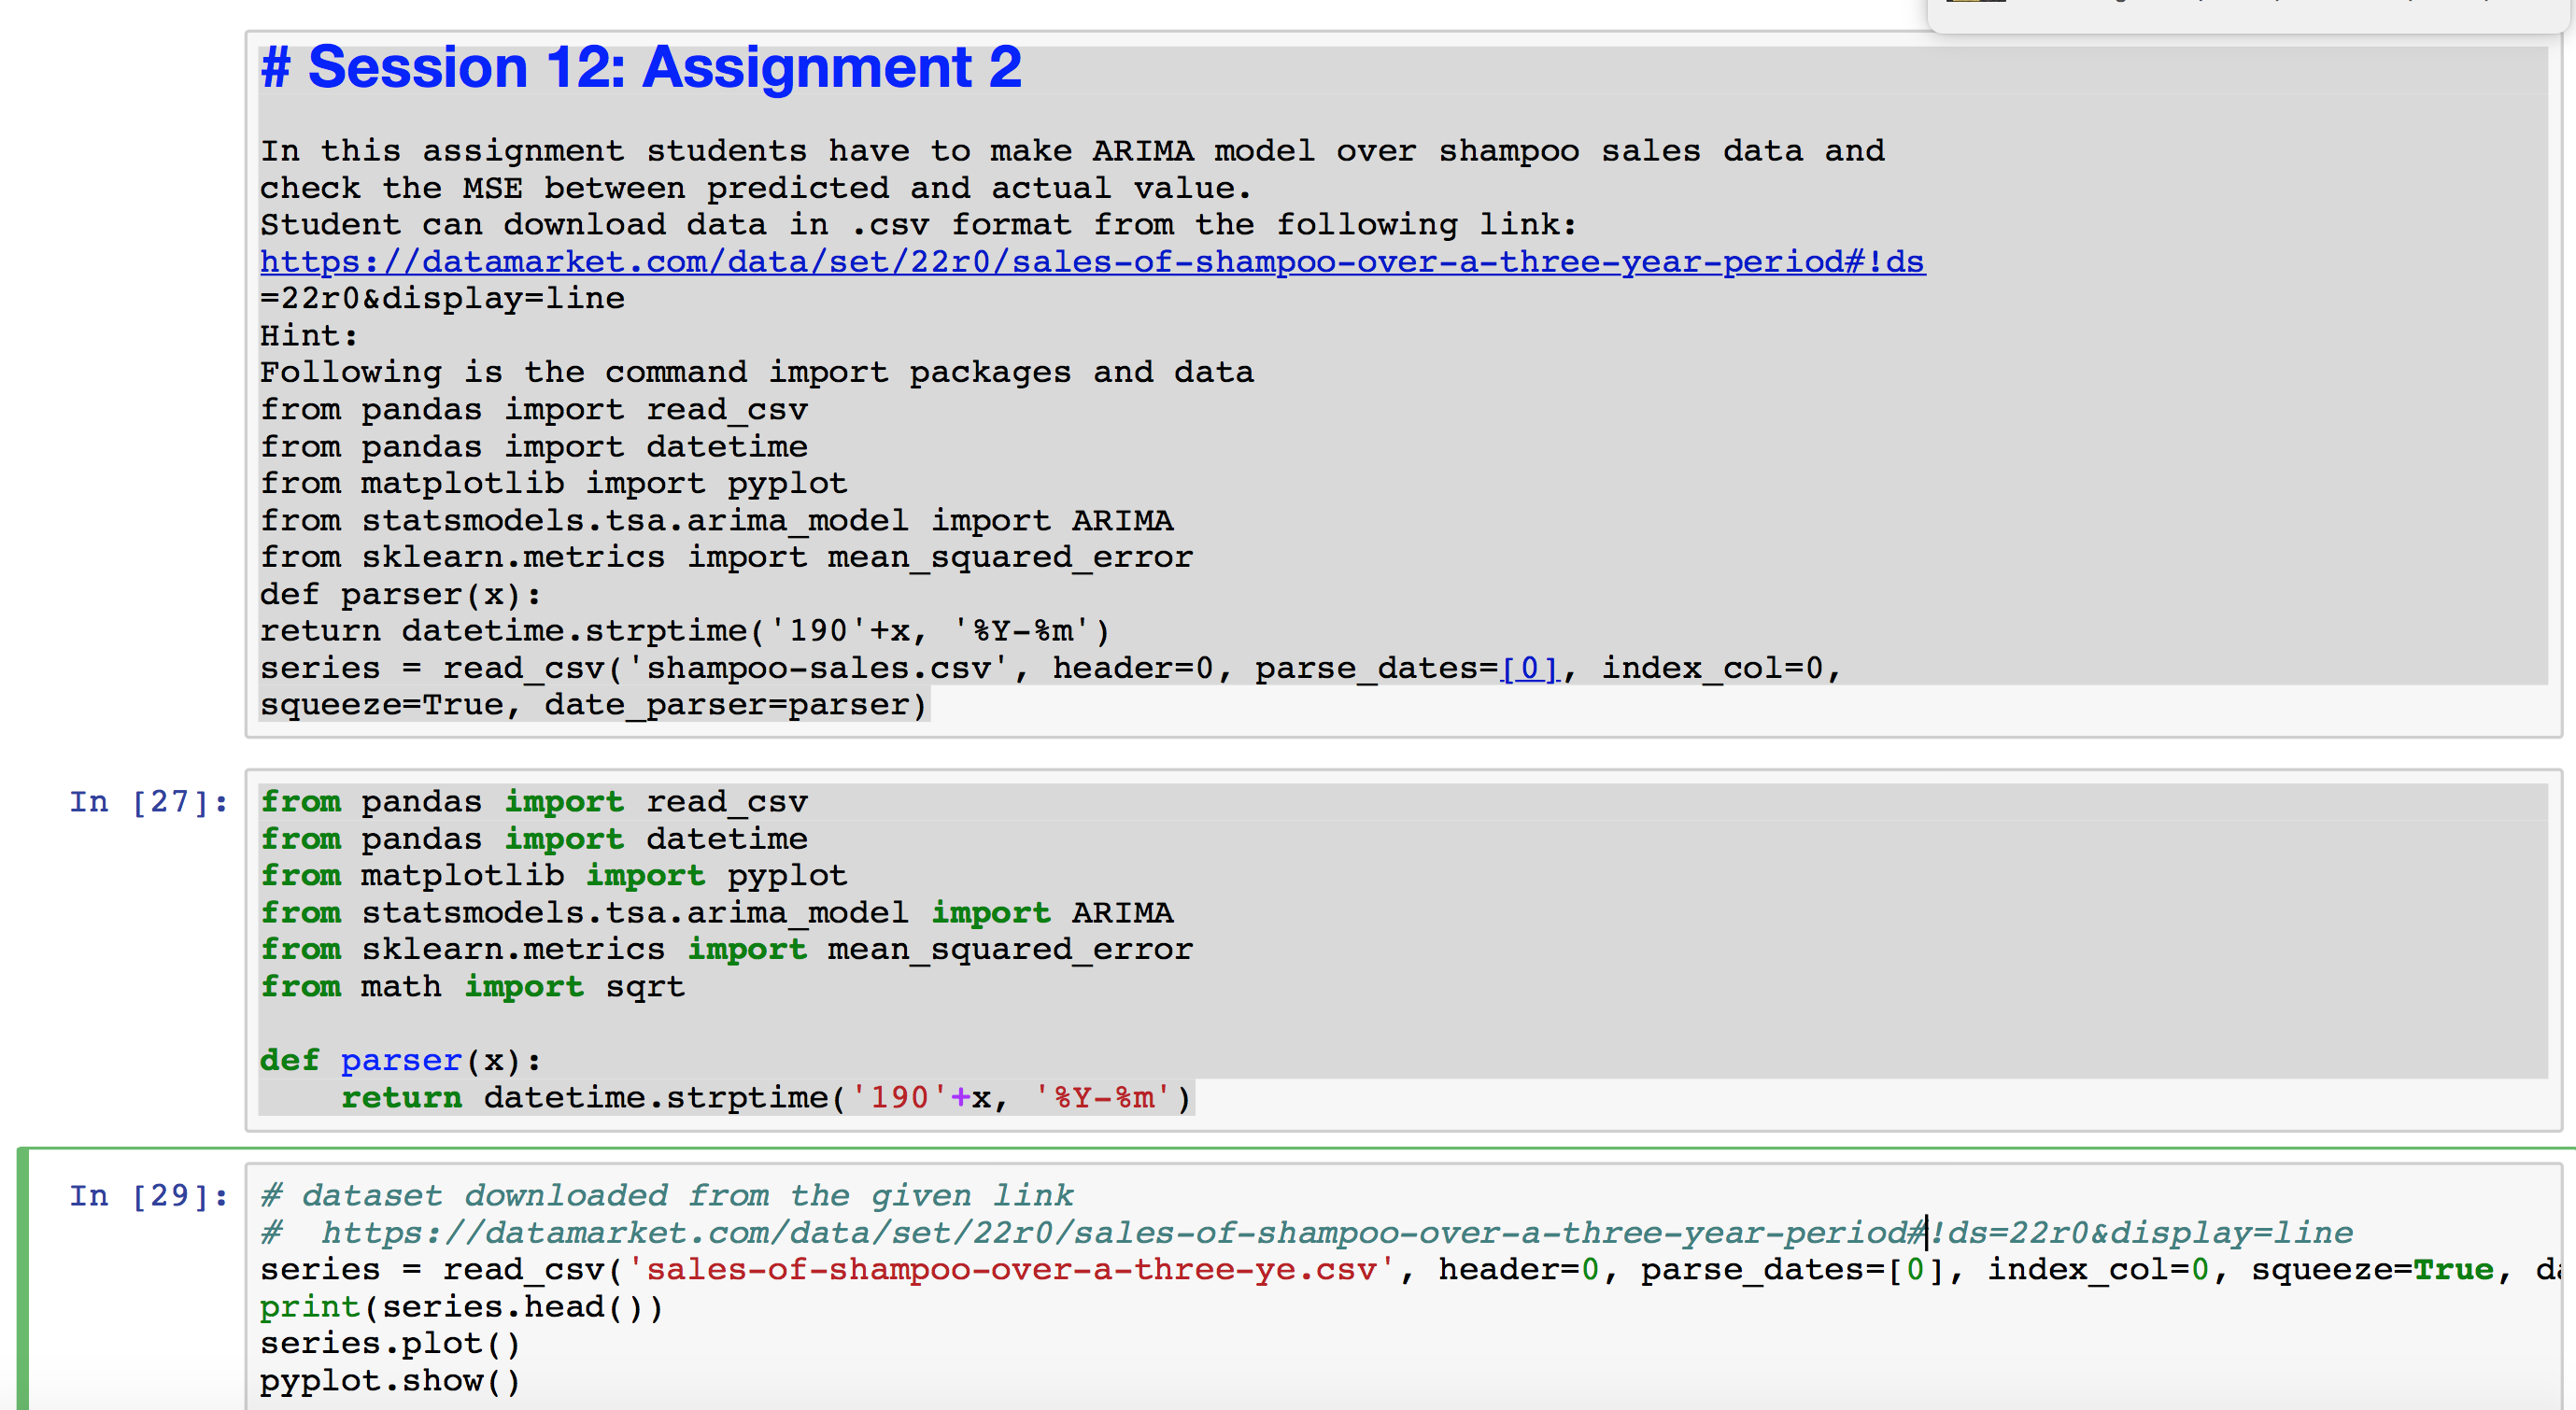 # Session 12: Assignment 2
In this assignment students have to make ARIMA model over shampoo sales data and
check the MSE between predicted and actual value.
Student can download data in .csv format from the following link:
https://datamarket.com/data/set/22r0/sales-of-shampoo-over-a-three-year-period#!ds
=22r0&display=line
Hint:
Following is the command import packages and data
from pandas import read_csv
from pandas import datetime
from matplotlib import pyplot
from statsmodels.tsa.arima_model import ARIMA
from sklearn.metrics import mean_squared_error
def parser(x):
return datetime.strptime('190'+x, '%Y-%m')
series = read_csv('shampoo-sales.csv', header=0, parse_dates=[0], index_col=0,
squeeze=True, date_parser=parser)
In [27]:
from pandas import read_csv
from pandas import datetime
from matplotlib import pyplot
from statsmodels.tsa.arima_model import ARIMA
from sklearn.metrics import mean_squared_error
from math import sqrt
def parser(x):
    return datetime.strptime('190'+x, '%Y-%m')
In [29]:
# dataset downloaded from the given link
#  https://datamarket.com/data/set/22r0/sales-of-shampoo-over-a-three-year-period#!ds=22r0&display=line
series = read_csv('sales-of-shampoo-over-a-three-ye.csv', header=0, parse_dates=[0], index_col=0, squeeze=True,
print(series.head())
series.plot()
pyplot.show()